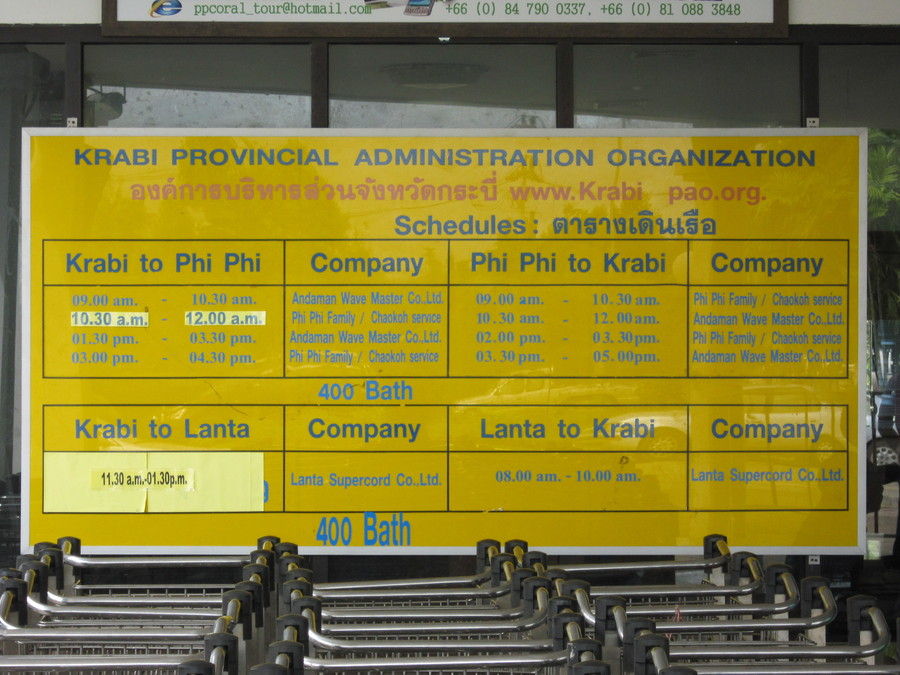 ppcoral_tour@hotmail.com +66 (0) 84 790 0337, +66 (0) 81 088 3848
KRABI PROVINCIAL ADMINISTRATION ORGANIZATION
องค์การบริหารส่วนจังหวัดกระบี่ www.Krabi pao.org.
Schedules : ตารางเดินเรือ
Krabi to Phi Phi Company Phi Phi to Krabi Company
09.00 am. - 10.30 am. Andaman Wave Master Co.,Ltd. 09.00 am. - 10.30 am. Phi Phi Family / Chaokoh service
10.30 a.m. - 12.00 a.m. Phi Phi Family / Chaokoh service 10.30 am. - 12.00am. Andaman Wave Master Co.,Ltd.
01.30 pm. - 03.30 pm. Andaman Wave Master Co.,Ltd. 02.00 pm. - 03.30pm. Phi Phi Family / Chaokoh service
03.00 pm. - 04.30 pm. Phi Phi Family / Chaokoh service 03.30 pm. - 05.00pm. Andaman Wave Master Co.,Ltd.
400 Bath
Krabi to Lanta Company Lanta to Krabi Company
11.30 a.m.-01.30p.m. Lanta Supercord Co.,Ltd. 08.00 am. - 10.00 am. Lanta Supercord Co.,Ltd.
400 Bath